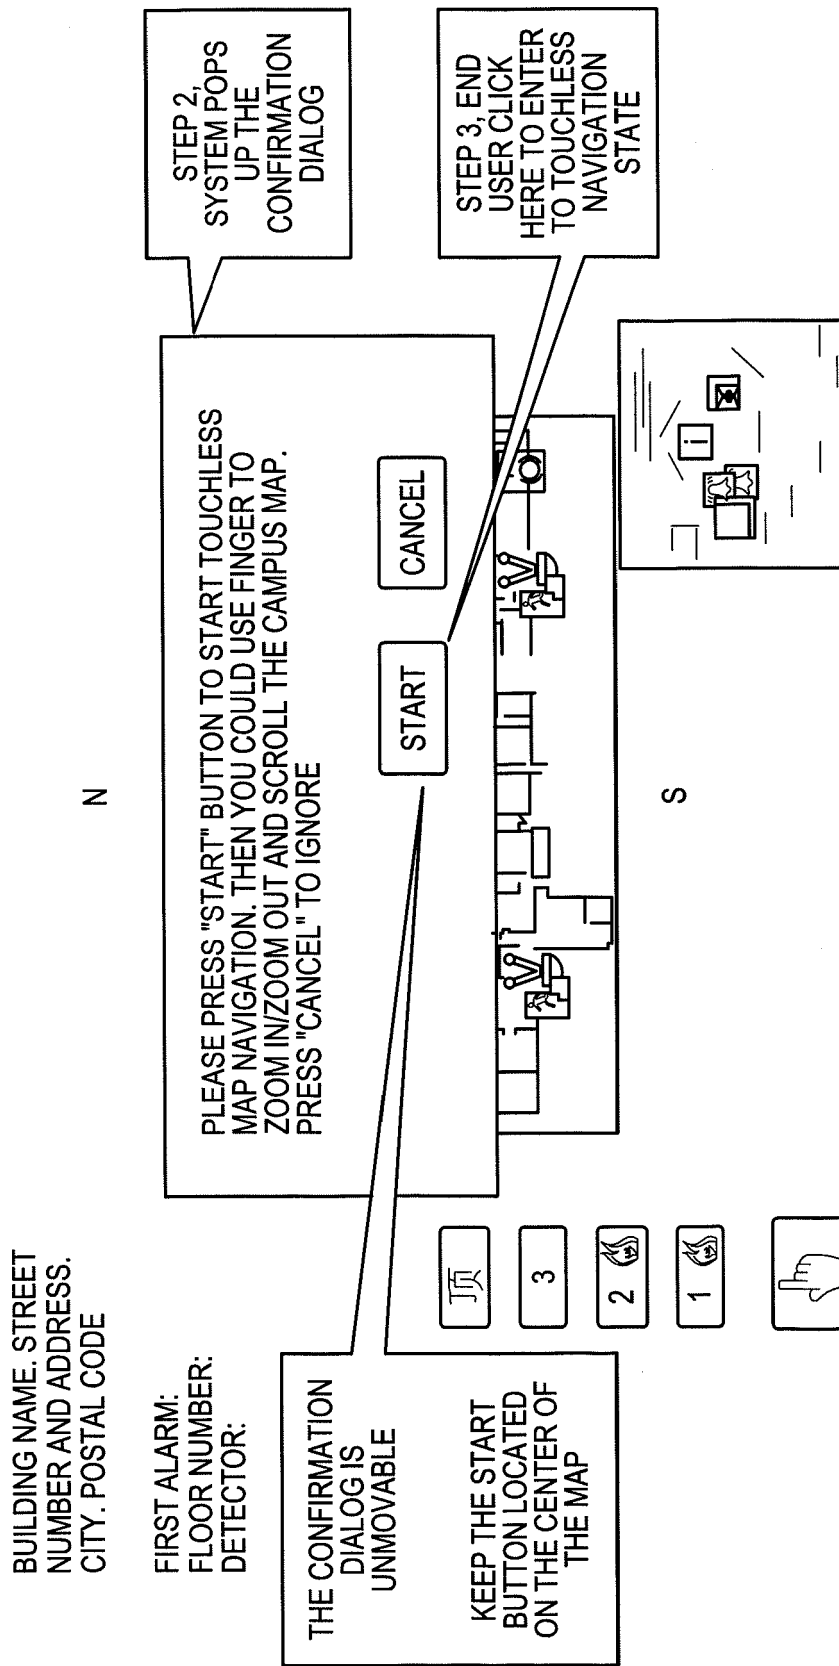 BUILDING NAME. STREET
NUMBER AND ADDRESS.
CITY. POSTAL CODE
FIRST ALARM:
FLOOR NUMBER:
DETECTOR:
N
STEP 2,
SYSTEM POPS
UP THE
CONFIRMATION
DIALOG
PLEASE PRESS "START" BUTTON TO START TOUCHLESS
MAP NAVIGATION. THEN YOU COULD USE FINGER TO
ZOOM IN/ZOOM OUT AND SCROLL THE CAMPUS MAP.
PRESS "CANCEL" TO IGNORE
START
CANCEL
THE CONFIRMATION
DIALOG IS
UNMOVABLE
KEEP THE START
BUTTON LOCATED
ON THE CENTER OF
THE MAP
STEP 3, END
USER CLICK
HERE TO ENTER
TO TOUCHLESS
NAVIGATION
STATE
顶
3
2
1
i
S